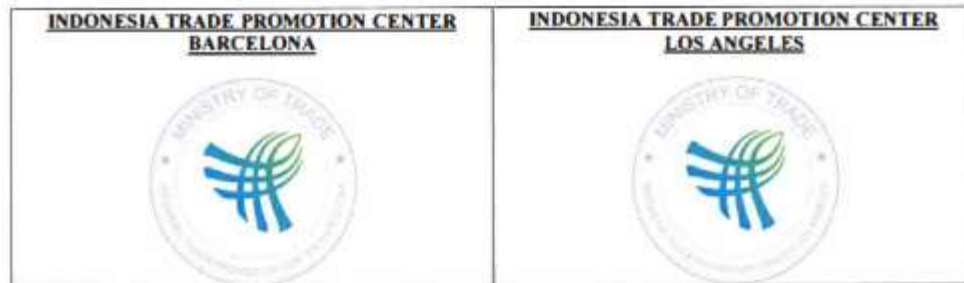 INDONESIA TRADE PROMOTION CENTER
BARCELONA
MINISTRY OF TRADE
INDONESIA TRADE PROMOTION CENTER
LOS ANGELES
MINISTRY OF TRADE